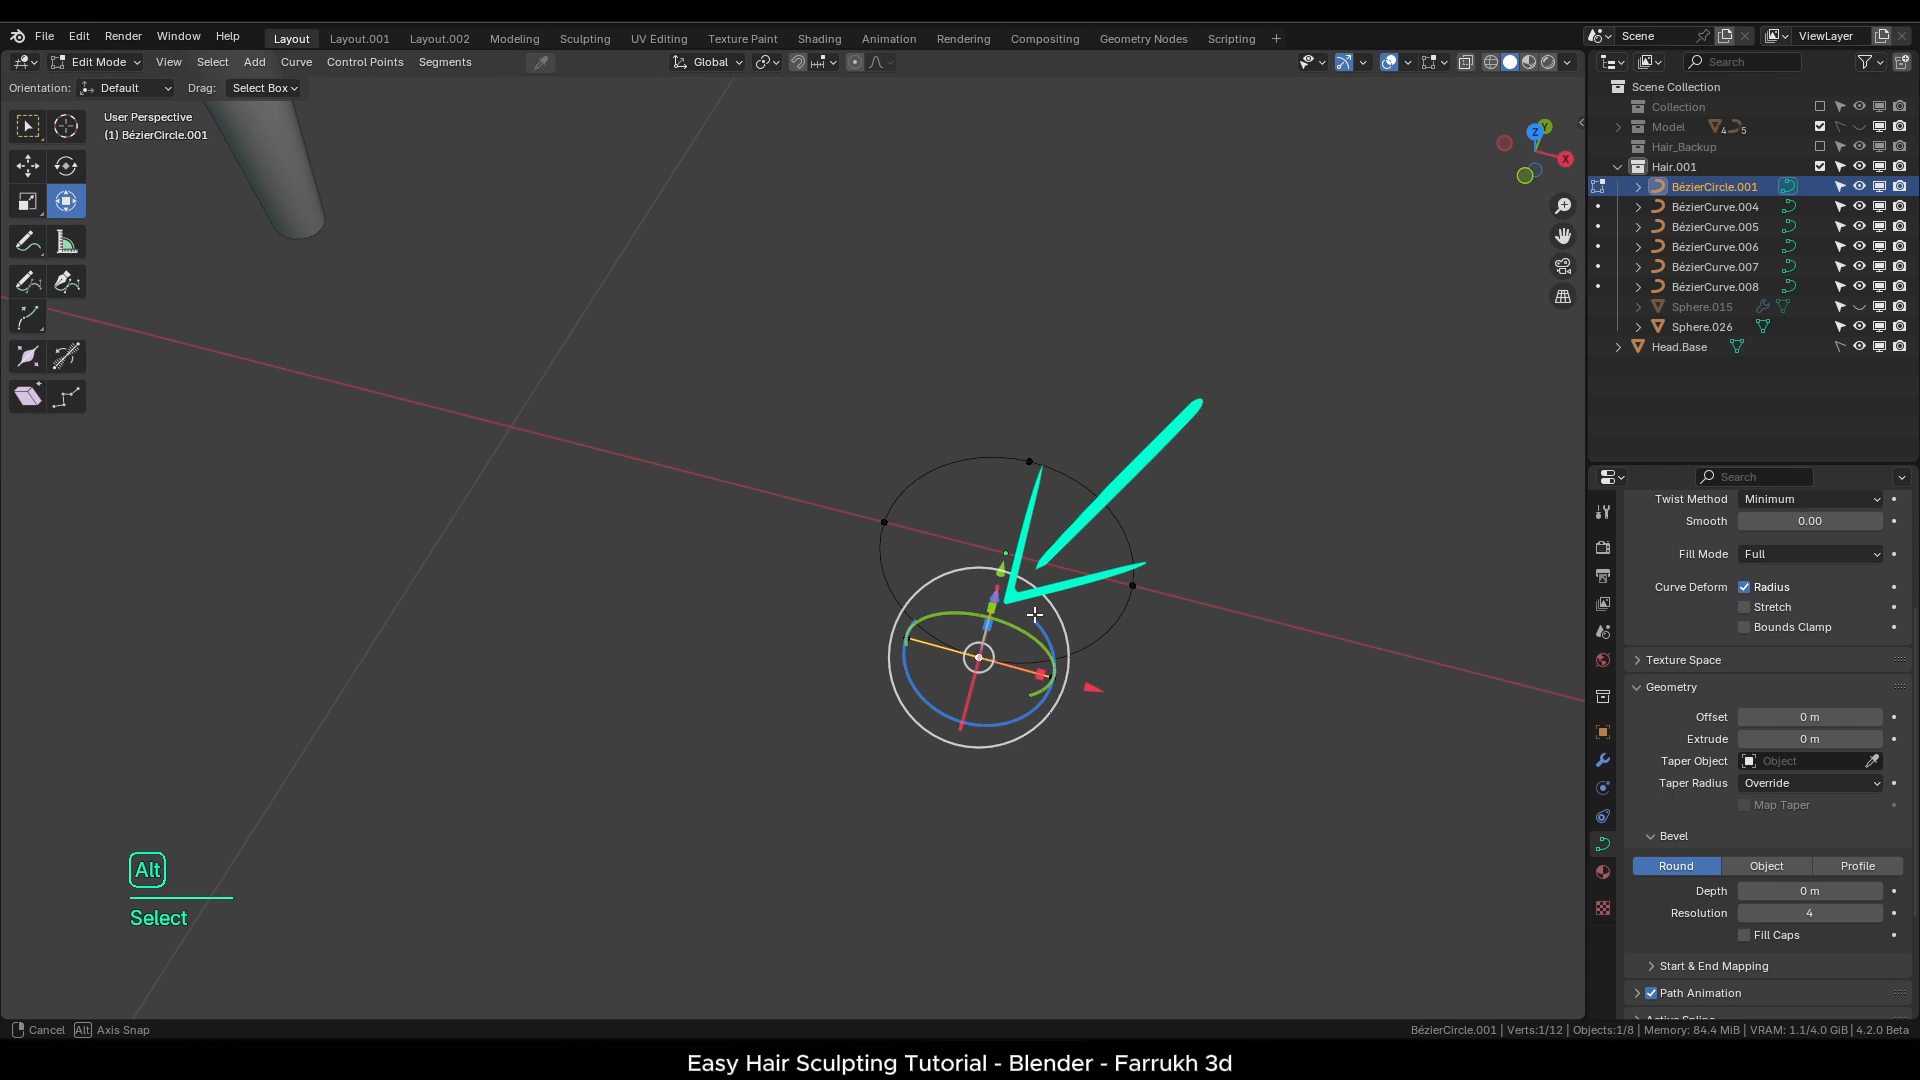 File Edit Render Window Help Layout Layout.001 Layout.002 Modeling Sculpting UV Editing Texture Paint Shading Animation Rendering Compositing Geometry Nodes Scripting + Scene ViewLayer
Edit Mode View Select Add Curve Control Points Segments Global Search
Orientation: Default Drag: Select Box
User Perspective
(1) BézierCircle.001
Z Y X
Scene Collection
Collection
Model 4 5
Hair_Backup
Hair.001
BézierCircle.001
BézierCurve.004
BézierCurve.005
BézierCurve.006
BézierCurve.007
BézierCurve.008
Sphere.015
Sphere.026
Head.Base
Search
Twist Method Minimum
Smooth 0.00
Fill Mode Full
Curve Deform Radius
Stretch
Bounds Clamp
Texture Space
Geometry
Offset 0 m
Extrude 0 m
Taper Object Object
Taper Radius Override
Map Taper
Bevel
Round Object Profile
Depth 0 m
Resolution 4
Fill Caps
Start & End Mapping
Path Animation
Active Spline
Alt
Select
Cancel Alt Axis Snap
BézierCircle.001 | Verts:1/12 | Objects:1/8 | Memory: 84.4 MiB | VRAM: 1.1/4.0 GiB | 4.2.0 Beta
Easy Hair Sculpting Tutorial - Blender - Farrukh 3d